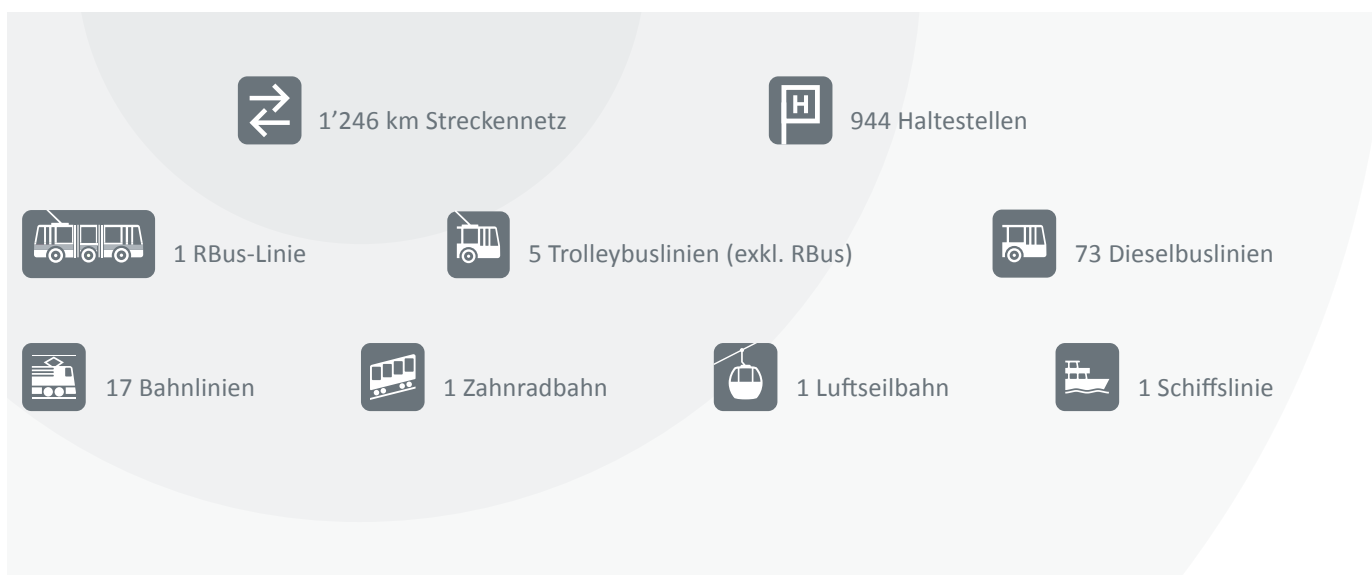 1’246 km Streckennetz
H
944 Haltestellen
1 RBus-Linie
5 Trolleybuslinien (exkl. RBus)
73 Dieselbuslinien
17 Bahnlinien
1 Zahnradbahn
1 Luftseilbahn
1 Schiffslinie